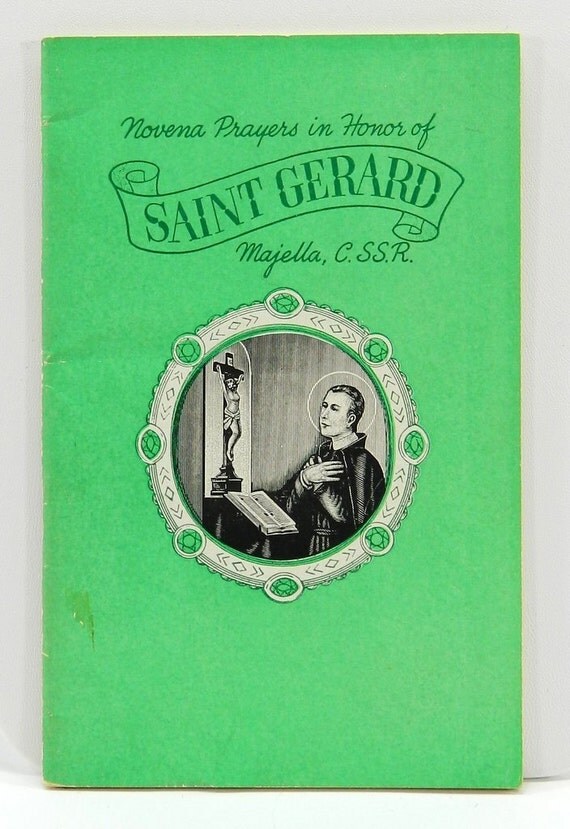 Novena Prayers in Honor of
SAINT GERARD
Majella, C.SS.R.